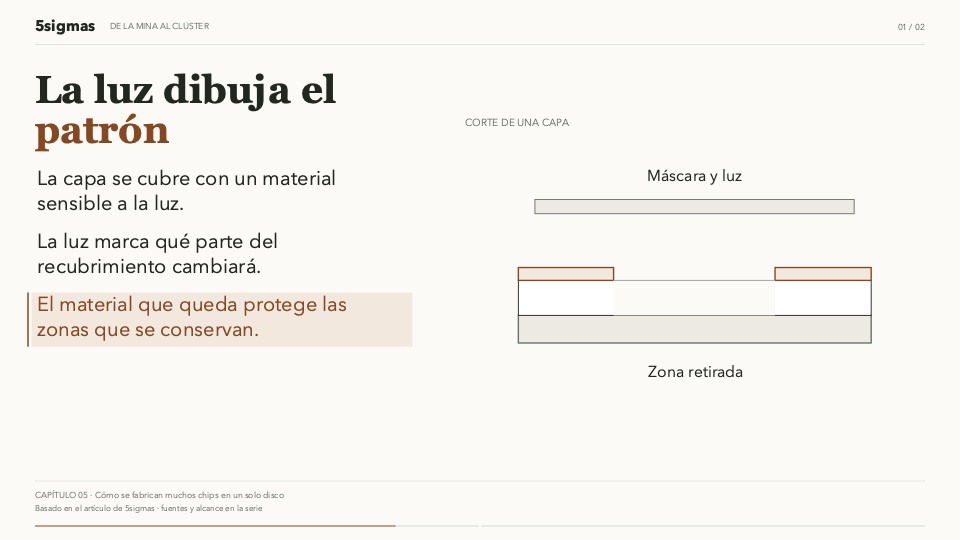 5sigmas DE LA MINA AL CLÚSTER 01 / 02
La luz dibuja el
patrón
La capa se cubre con un material
sensible a la luz.
La luz marca qué parte del
recubrimiento cambiará.
El material que queda protege las
zonas que se conservan.
CORTE DE UNA CAPA
Máscara y luz
Zona retirada
CAPÍTULO 05 · Cómo se fabrican muchos chips en un solo disco
Basado en el artículo de 5sigmas · fuentes y alcance en la serie